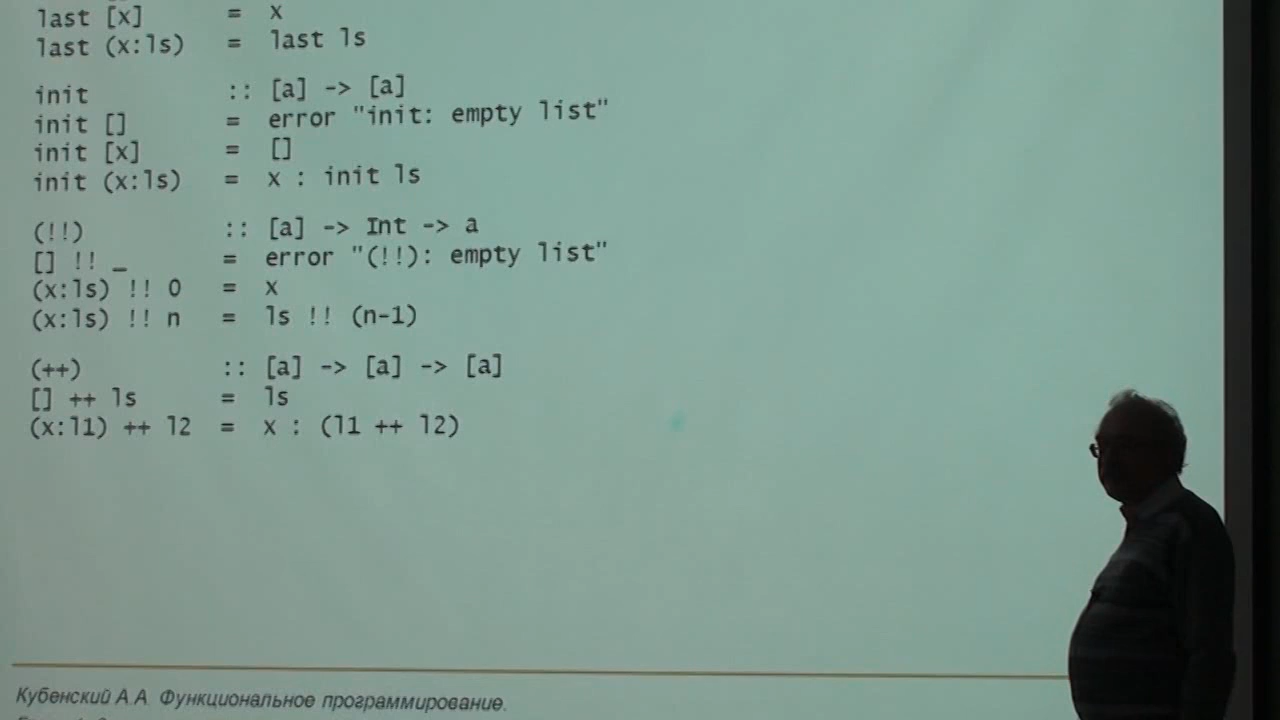 last [x] = x
last (x:ls) = last ls
init :: [a] -> [a]
init [] = error "init: empty list"
init [x] = []
init (x:ls) = x : init ls
(!!) :: [a] -> Int -> a
[] !! _ = error "(!!): empty list"
(x:ls) !! 0 = x
(x:ls) !! n = ls !! (n-1)
(++) :: [a] -> [a] -> [a]
[] ++ ls = ls
(x:l1) ++ l2 = x : (l1 ++ l2)
Кубенский А.А. Функциональное программирование.